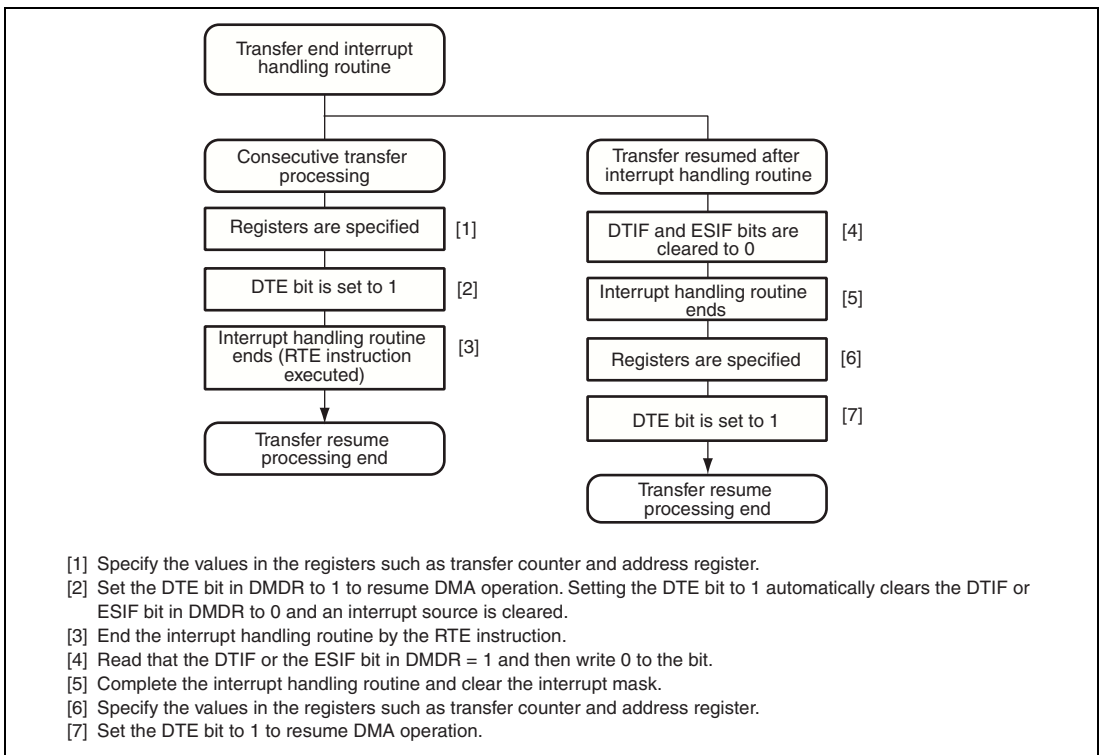 Transfer end interrupt
handling routine
Consecutive transfer
processing
Registers are specified
[1]
DTE bit is set to 1
[2]
Interrupt handling routine
ends (RTE instruction
executed)
[3]
Transfer resume
processing end
Transfer resumed after
interrupt handling routine
DTIF and ESIF bits are
cleared to 0
[4]
Interrupt handling routine
ends
[5]
Registers are specified
[6]
DTE bit is set to 1
[7]
Transfer resume
processing end
[1] Specify the values in the registers such as transfer counter and address register.
[2] Set the DTE bit in DMDR to 1 to resume DMA operation. Setting the DTE bit to 1 automatically clears the DTIF or
ESIF bit in DMDR to 0 and an interrupt source is cleared.
[3] End the interrupt handling routine by the RTE instruction.
[4] Read that the DTIF or the ESIF bit in DMDR = 1 and then write 0 to the bit.
[5] Complete the interrupt handling routine and clear the interrupt mask.
[6] Specify the values in the registers such as transfer counter and address register.
[7] Set the DTE bit to 1 to resume DMA operation.